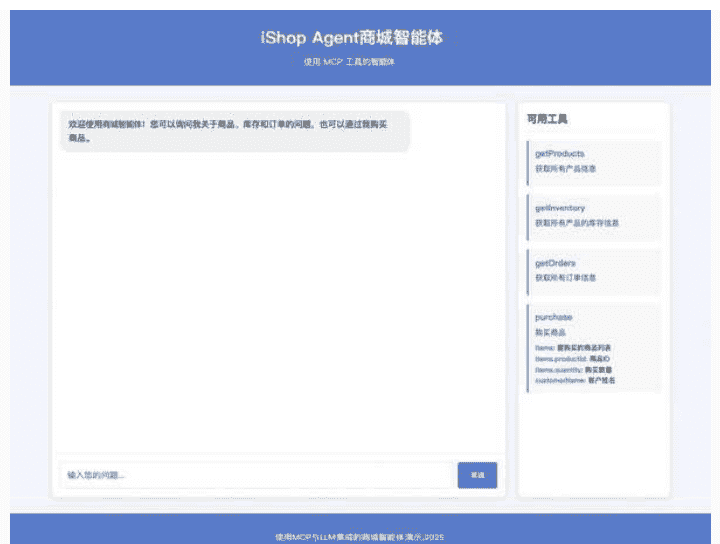 iShop Agent商城智能体
使用 MCP 工具的智能体
欢迎使用商城智能体！您可以询问我关于商品、库存和订单的问题，也可以通过我购买
商品。
可用工具
getProducts
获取所有产品信息
getInventory
获取所有产品的库存信息
getOrders
获取所有订单信息
purchase
购买商品
items: 要购买的商品列表
items.productId: 商品ID
items.quantity: 购买数量
customerName: 客户姓名
输入您的问题...
发送
使用MCP与LLM集成的商城智能体演示,2025